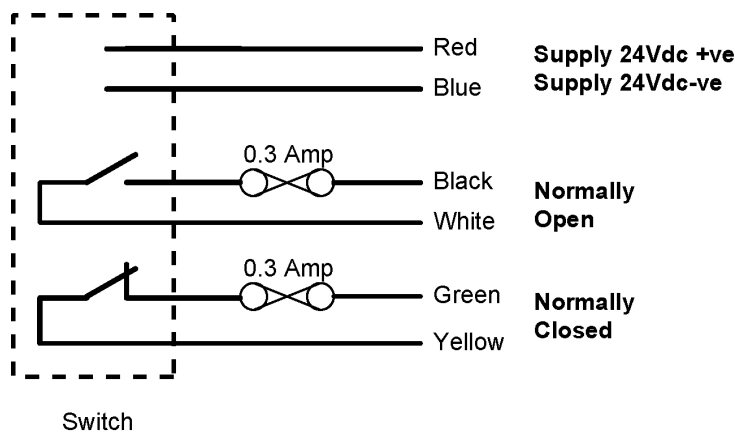 Red
Supply 24Vdc +ve
Blue
Supply 24Vdc-ve
0.3 Amp
Black
Normally
White
Open
0.3 Amp
Green
Normally
Yellow
Closed
Switch